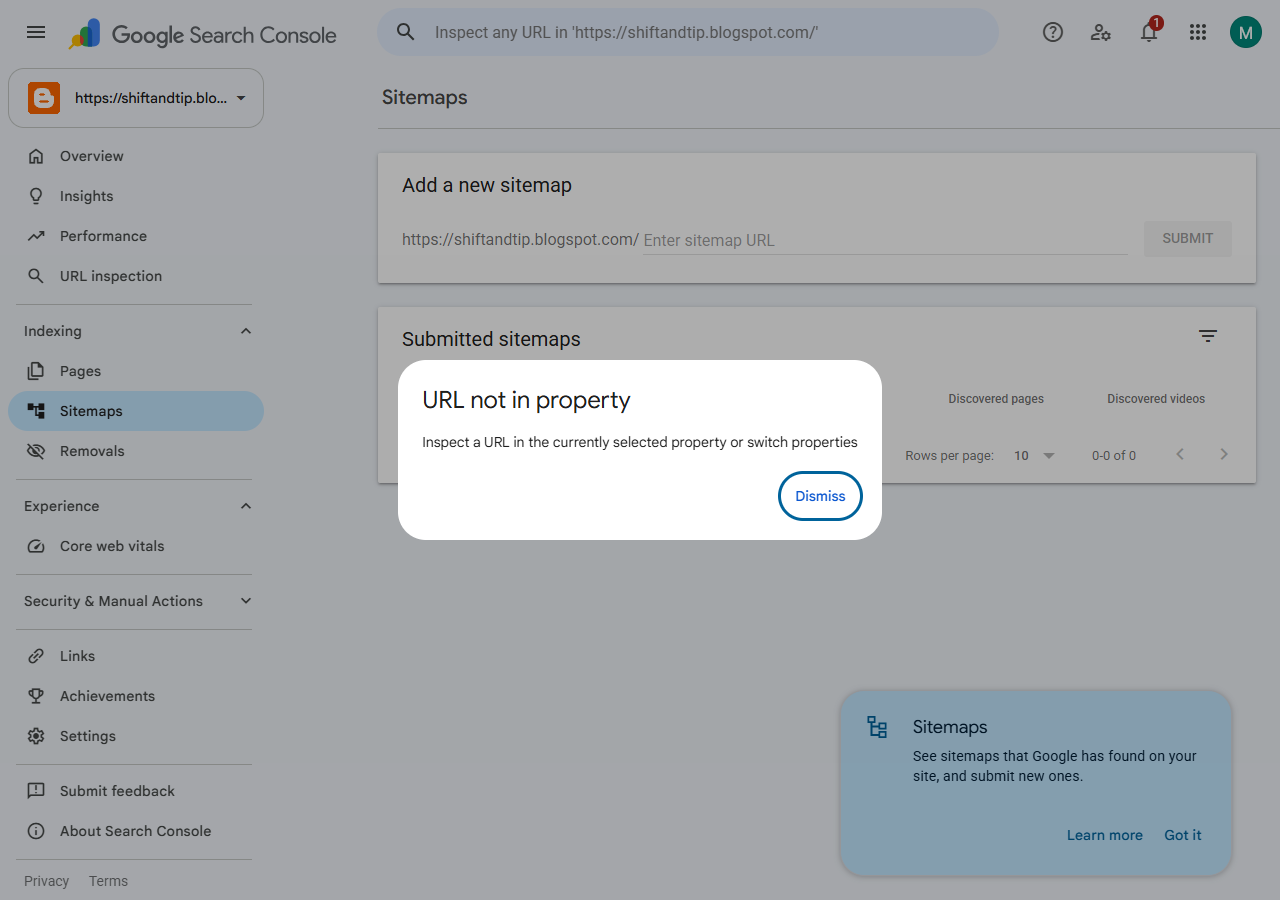 Google Search Console
Inspect any URL in 'https://shiftandtip.blogspot.com/'
1
M
https://shiftandtip.blo...
Overview
Insights
Performance
URL inspection
Indexing
Pages
Sitemaps
Removals
Experience
Core web vitals
Security & Manual Actions
Links
Achievements
Settings
Submit feedback
About Search Console
Privacy Terms
Sitemaps
Add a new sitemap
https://shiftandtip.blogspot.com/ Enter sitemap URL
SUBMIT
Submitted sitemaps
Discovered pages Discovered videos
Rows per page: 10 0-0 of 0
URL not in property
Inspect a URL in the currently selected property or switch properties
Dismiss
Sitemaps
See sitemaps that Google has found on your
site, and submit new ones.
Learn more Got it